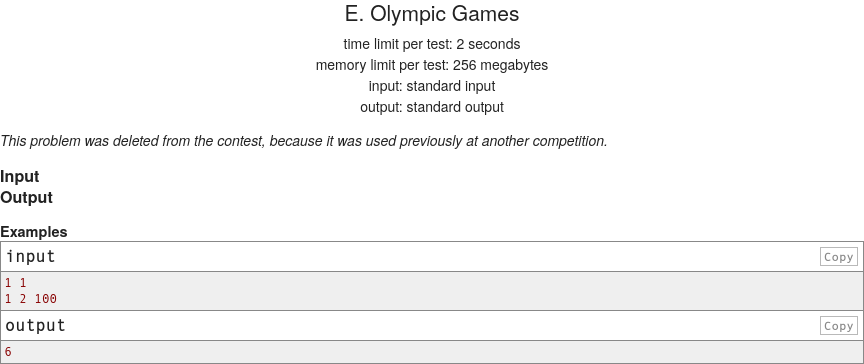 E. Olympic Games
time limit per test: 2 seconds
memory limit per test: 256 megabytes
input: standard input
output: standard output
This problem was deleted from the contest, because it was used previously at another competition.
Input
Output
Examples
input Copy
1 1
1 2 100
output Copy
6